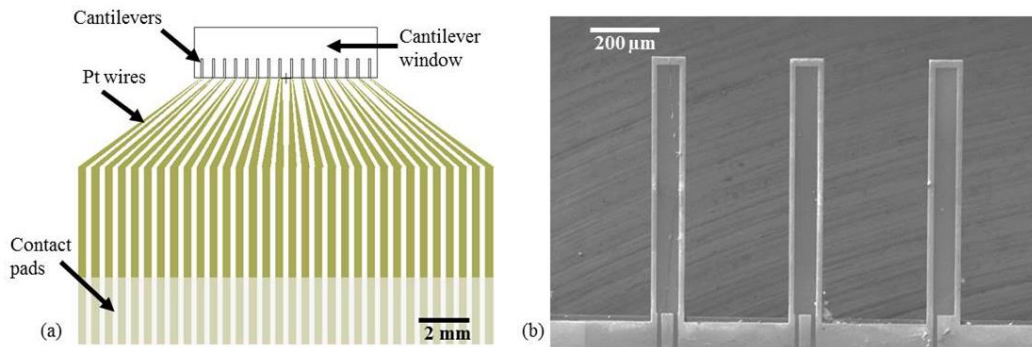 Cantilevers
Cantilever
window
Pt wires
Contact
pads
2 mm
(a)
200 µm
(b)